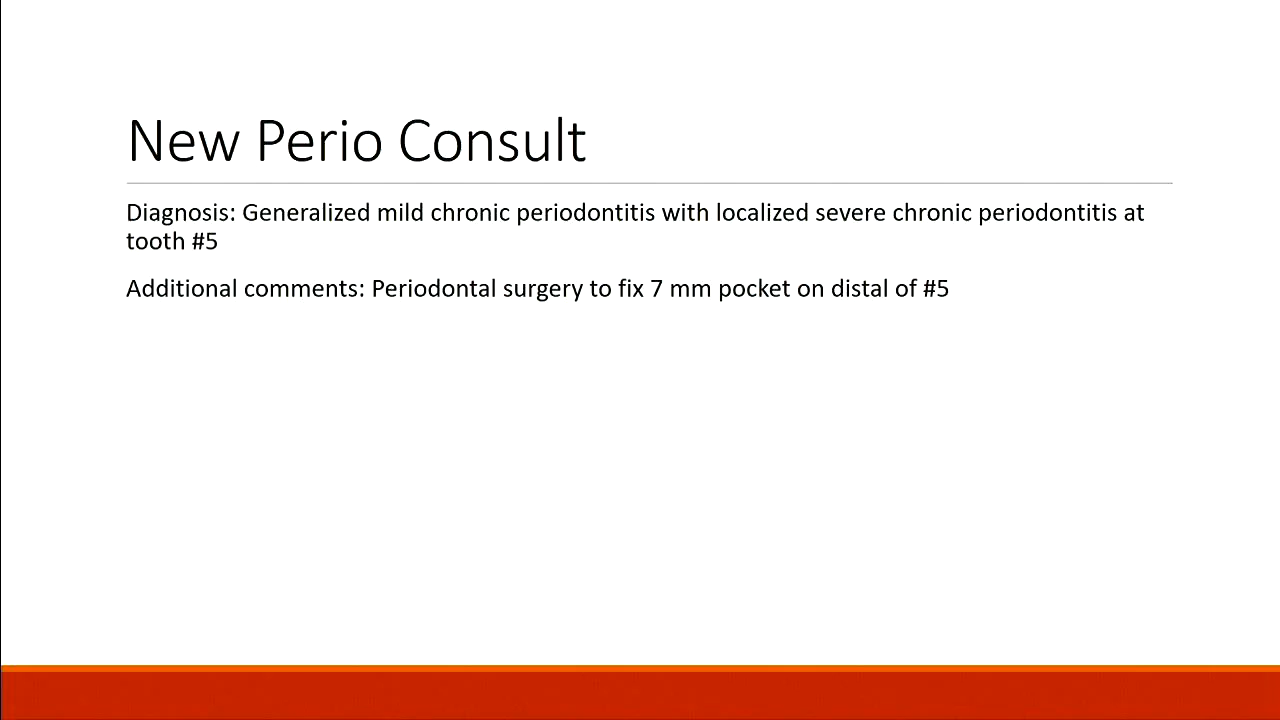 New Perio Consult
Diagnosis: Generalized mild chronic periodontitis with localized severe chronic periodontitis at
tooth #5
Additional comments: Periodontal surgery to fix 7 mm pocket on distal of #5